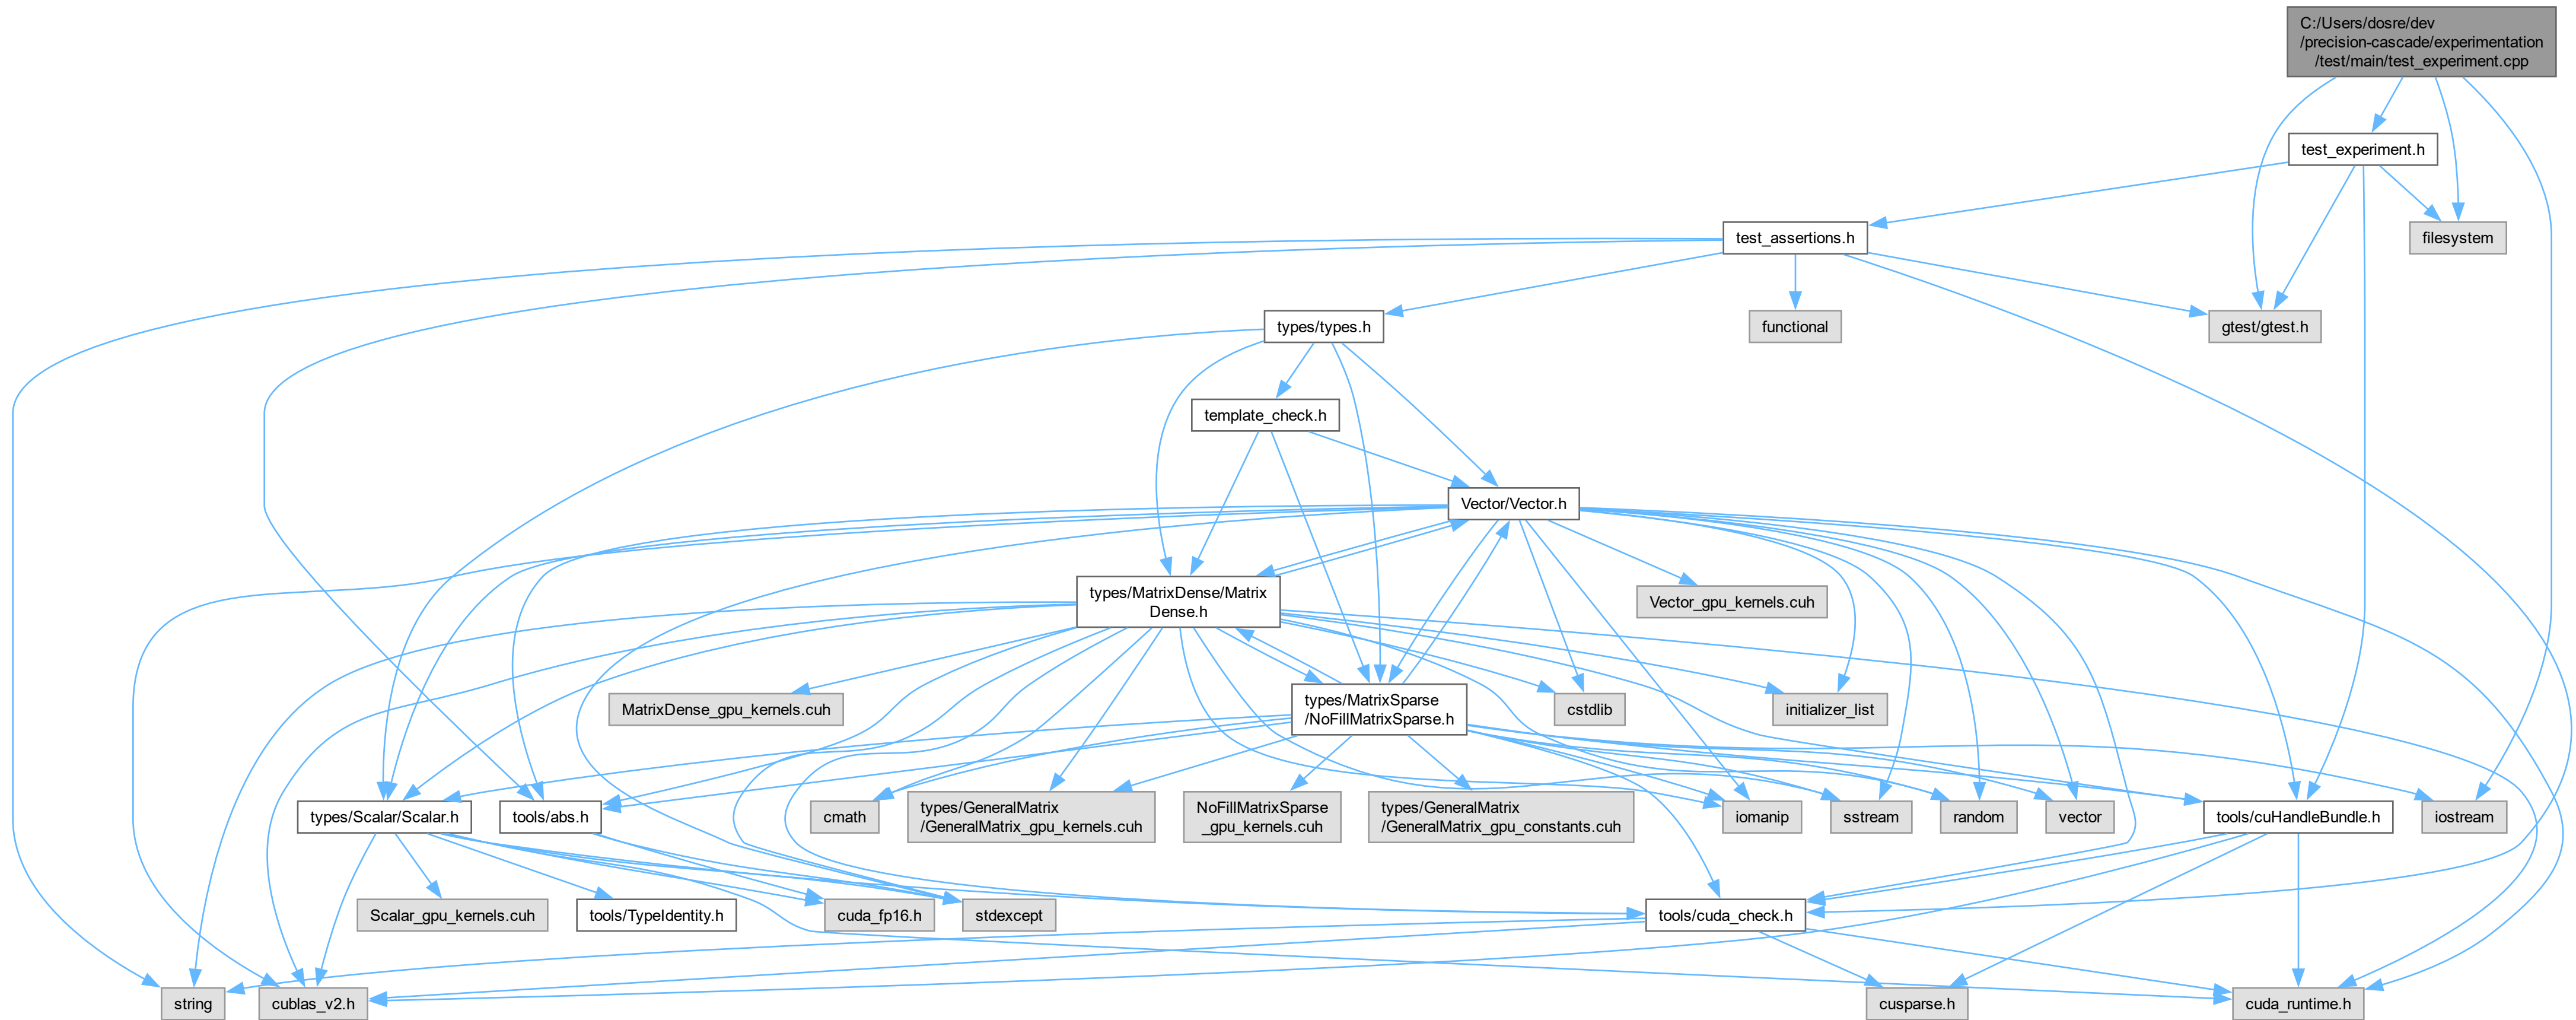 C:/Users/dosre/dev
/precision-cascade/experimentation
/test/main/test_experiment.cpp
test_experiment.h
test_assertions.h
filesystem
types/types.h
functional
gtest/gtest.h
template_check.h
Vector/Vector.h
types/MatrixDense/Matrix
Dense.h
Vector_gpu_kernels.cuh
MatrixDense_gpu_kernels.cuh
types/MatrixSparse
/NoFillMatrixSparse.h
cstdlib
initializer_list
types/Scalar/Scalar.h
tools/abs.h
cmath
types/GeneralMatrix
/GeneralMatrix_gpu_kernels.cuh
NoFillMatrixSparse
_gpu_kernels.cuh
types/GeneralMatrix
/GeneralMatrix_gpu_constants.cuh
iomanip
sstream
random
vector
tools/cuHandleBundle.h
iostream
Scalar_gpu_kernels.cuh
tools/TypeIdentity.h
cuda_fp16.h
stdexcept
tools/cuda_check.h
string
cublas_v2.h
cusparse.h
cuda_runtime.h